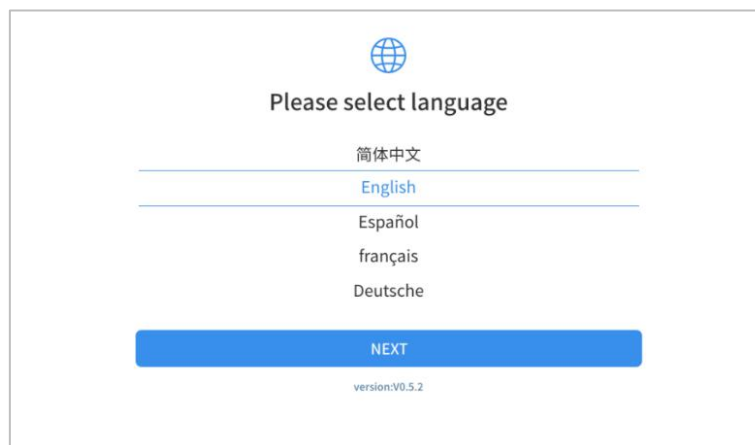 Please select language
简体中文
English
Español
français
Deutsche
NEXT
version:V0.5.2